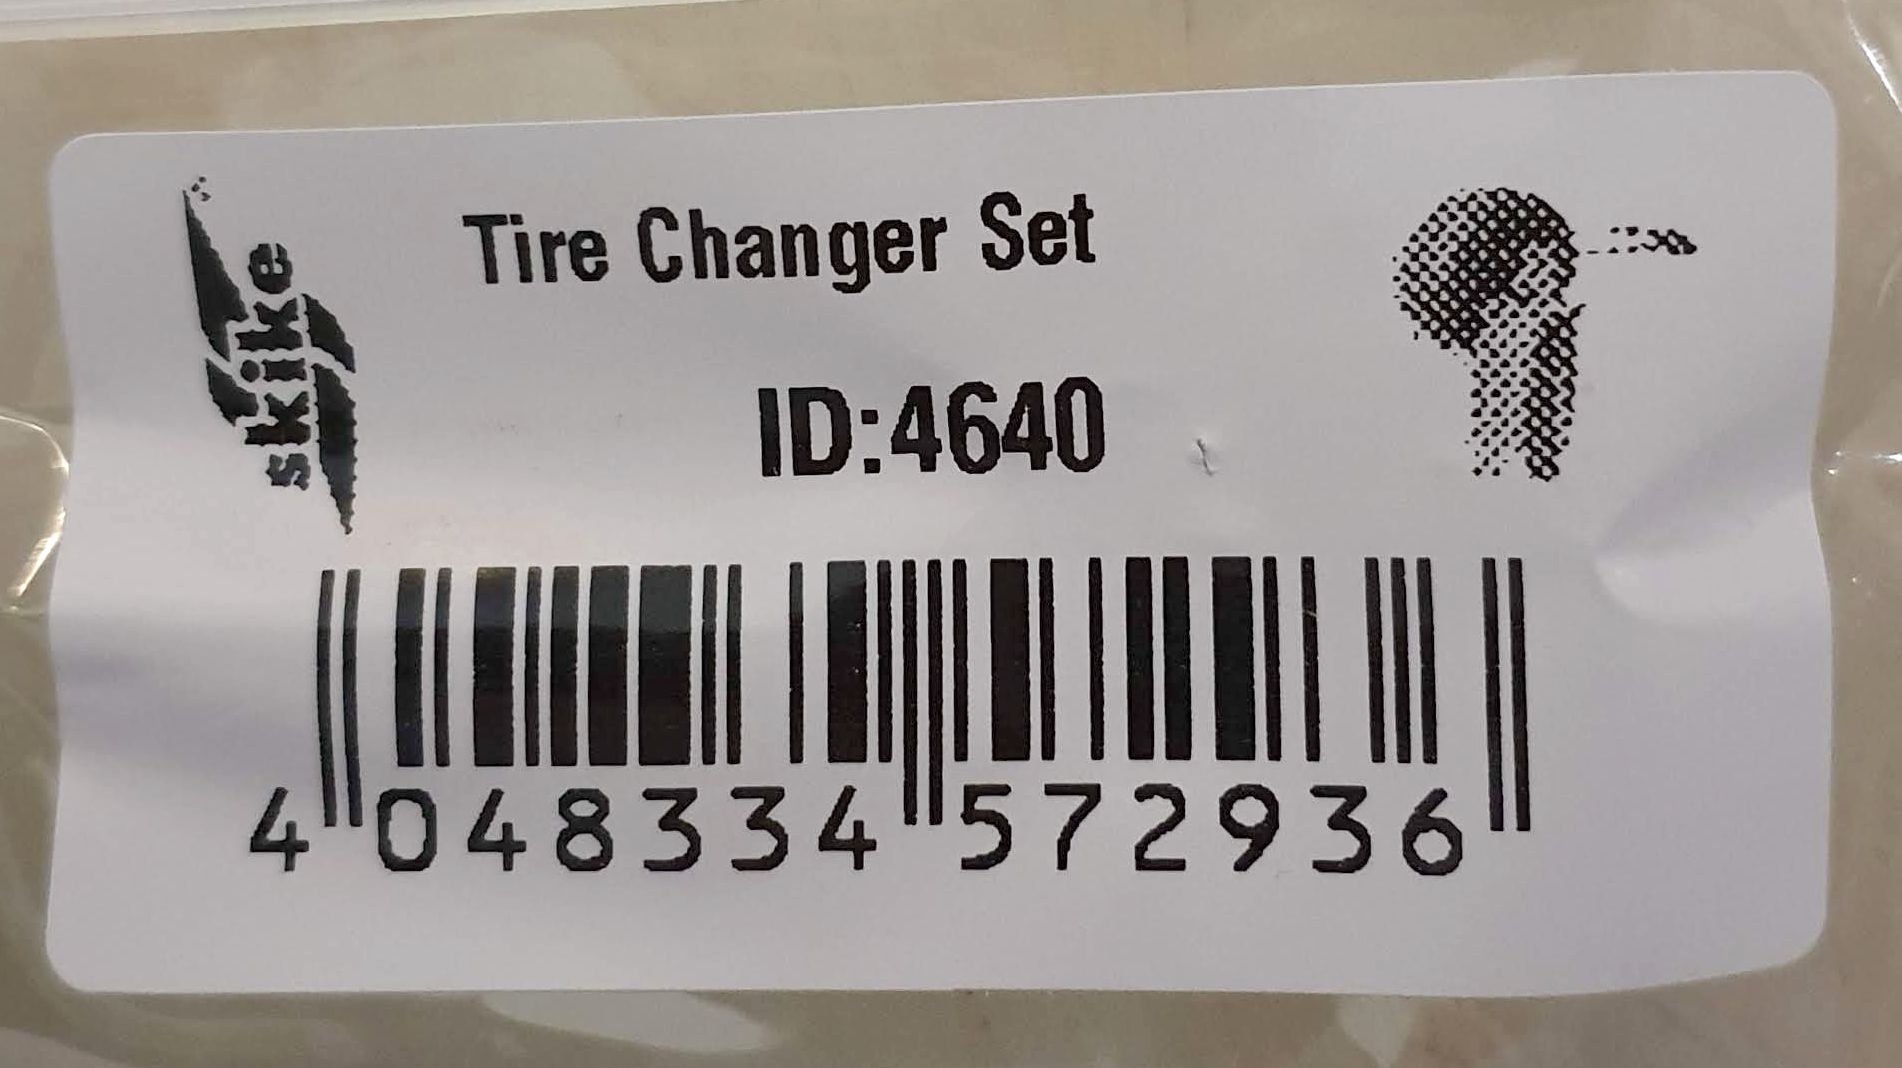 skike
Tire Changer Set
ID:4640
4 048334 572936